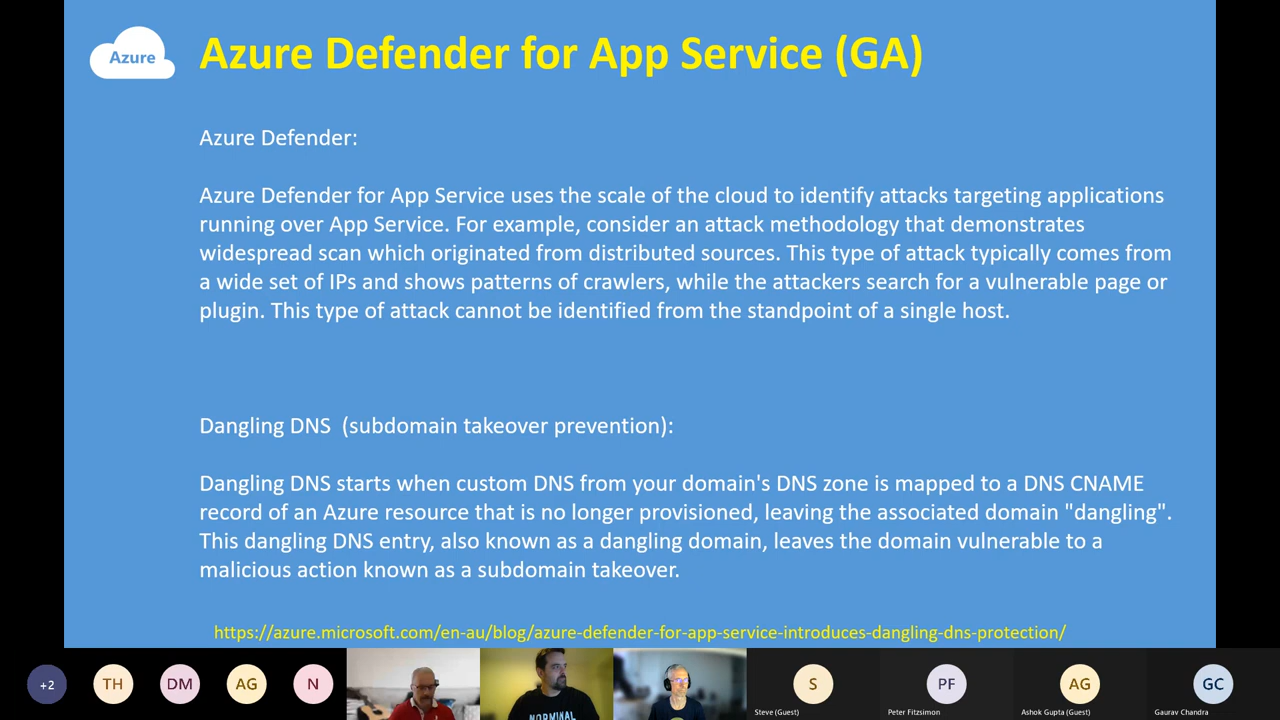 Azure
Azure Defender for App Service (GA)
Azure Defender:
Azure Defender for App Service uses the scale of the cloud to identify attacks targeting applications
running over App Service. For example, consider an attack methodology that demonstrates
widespread scan which originated from distributed sources. This type of attack typically comes from
a wide set of IPs and shows patterns of crawlers, while the attackers search for a vulnerable page or
plugin. This type of attack cannot be identified from the standpoint of a single host.
Dangling DNS  (subdomain takeover prevention):
Dangling DNS starts when custom DNS from your domain's DNS zone is mapped to a DNS CNAME
record of an Azure resource that is no longer provisioned, leaving the associated domain "dangling".
This dangling DNS entry, also known as a dangling domain, leaves the domain vulnerable to a
malicious action known as a subdomain takeover.
https://azure.microsoft.com/en-au/blog/azure-defender-for-app-service-introduces-dangling-dns-protection/
+2 TH DM AG N S PF AG GC
NORMINAL
Steve (Guest) Peter Fitzsimon Ashok Gupta (Guest) Gaurav Chandra